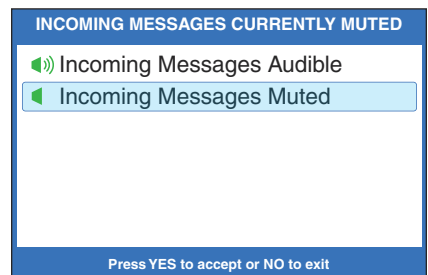 INCOMING MESSAGES CURRENTLY MUTED
Incoming Messages Audible
Incoming Messages Muted
Press YES to accept or NO to exit